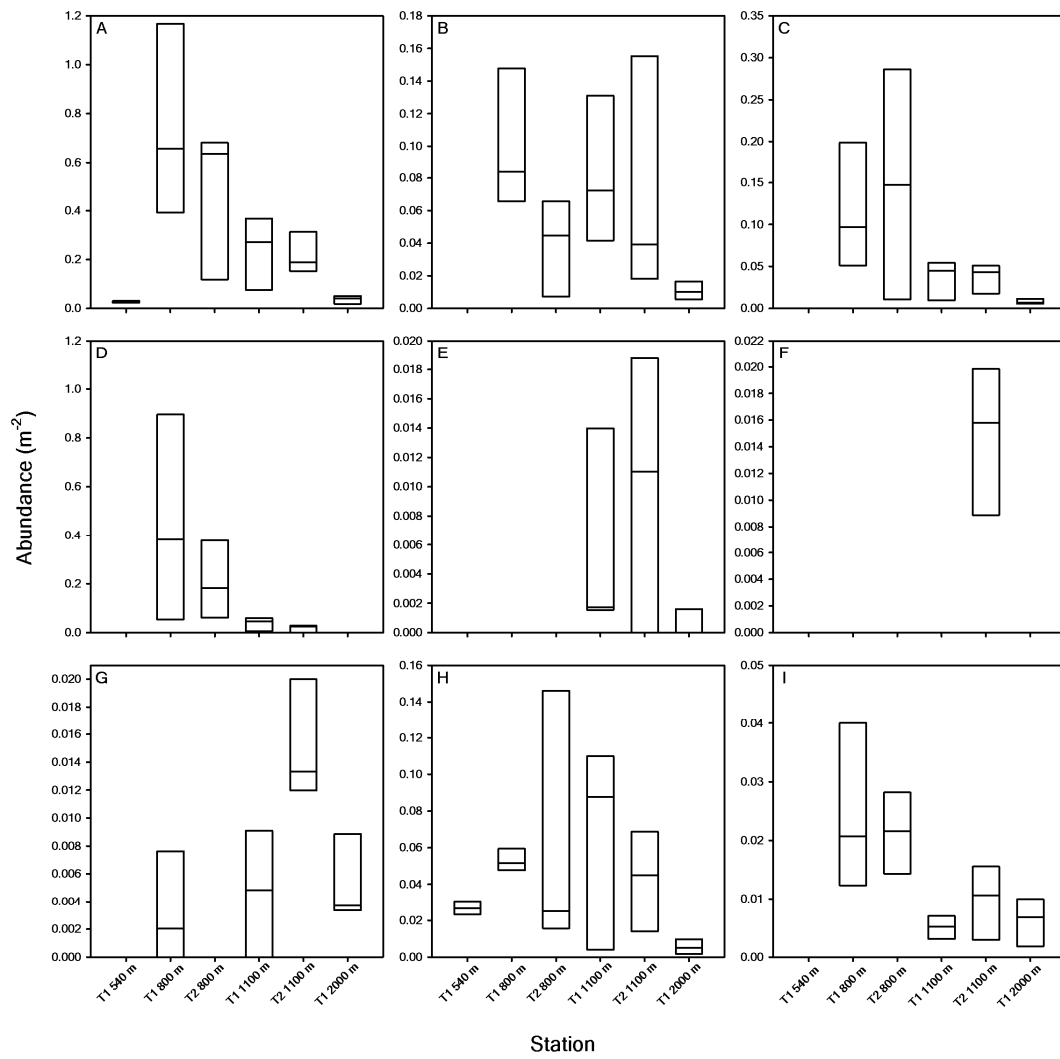 A
1.2
1.0
0.8
0.6
0.4
0.2
0.0
B
0.18
0.16
0.14
0.12
0.10
0.08
0.06
0.04
0.02
0.00
C
0.35
0.30
0.25
0.20
0.15
0.10
0.05
0.00
D
1.2
1.0
0.8
0.6
0.4
0.2
0.0
E
0.020
0.018
0.016
0.014
0.012
0.010
0.008
0.006
0.004
0.002
0.000
F
0.022
0.020
0.018
0.016
0.014
0.012
0.010
0.008
0.006
0.004
0.002
0.000
G
0.020
0.018
0.016
0.014
0.012
0.010
0.008
0.006
0.004
0.002
0.000
H
0.16
0.14
0.12
0.10
0.08
0.06
0.04
0.02
0.00
I
0.05
0.04
0.03
0.02
0.01
0.00
Abundance (m⁻²)
T1 540 m
T1 800 m
T2 800 m
T1 1100 m
T2 1100 m
T1 2000 m
T1 540 m
T1 800 m
T2 800 m
T1 1100 m
T2 1100 m
T1 2000 m
T1 540 m
T1 800 m
T2 800 m
T1 1100 m
T2 1100 m
T1 2000 m
Station